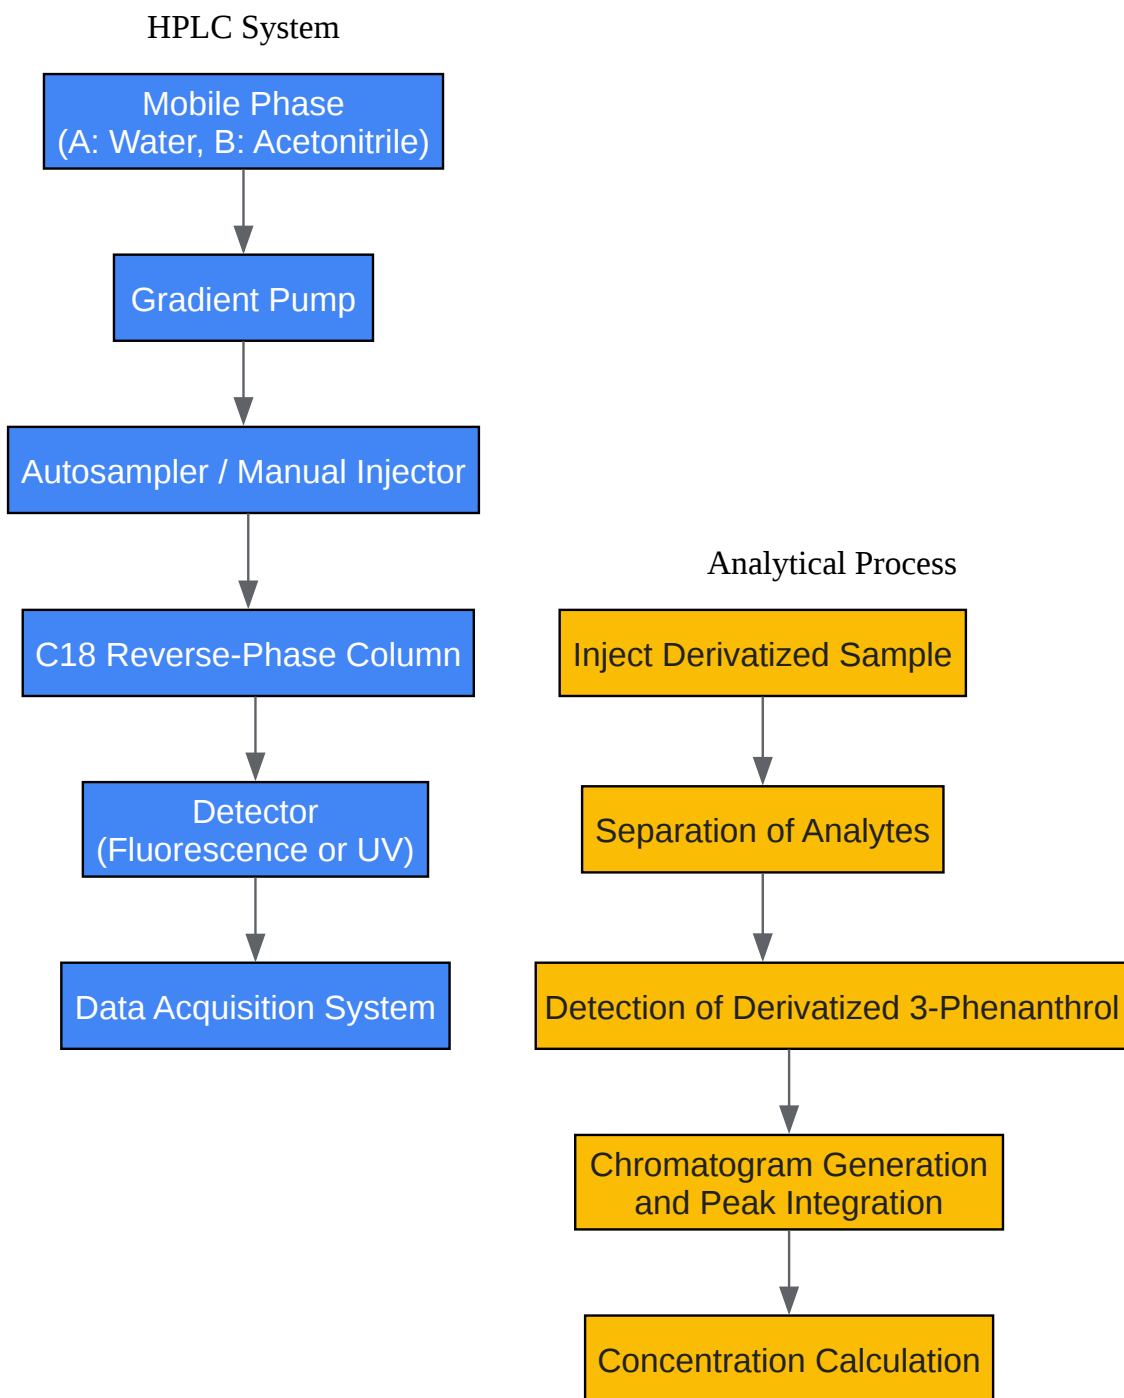 HPLC System
Mobile Phase
(A: Water, B: Acetonitrile)
Gradient Pump
Autosampler / Manual Injector
C18 Reverse-Phase Column
Detector
(Fluorescence or UV)
Data Acquisition System
Analytical Process
Inject Derivatized Sample
Separation of Analytes
Detection of Derivatized 3-Phenanthrol
Chromatogram Generation
and Peak Integration
Concentration Calculation